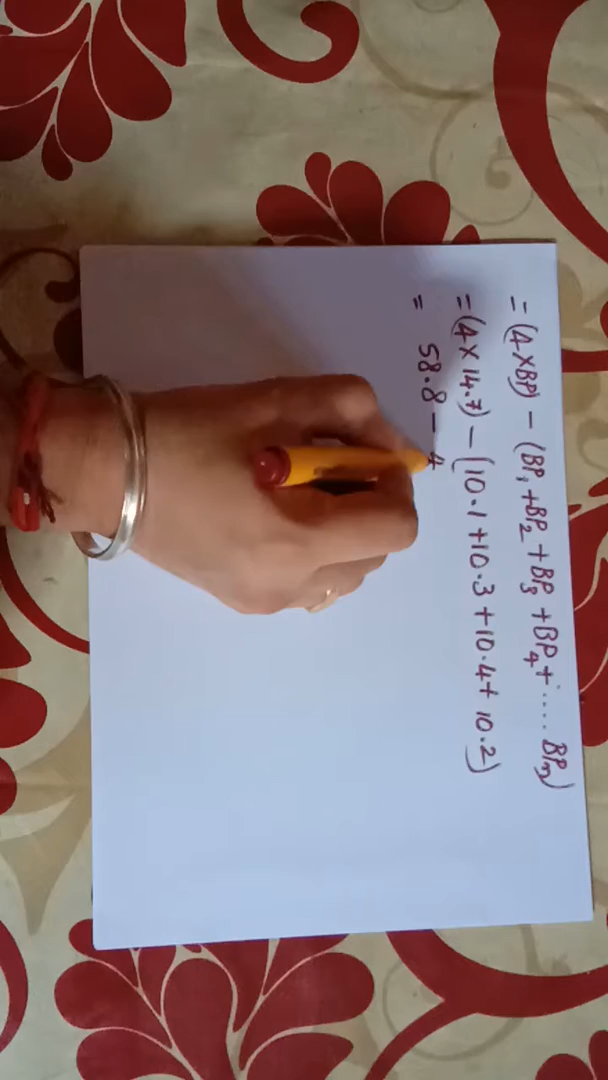 = (A×BP) - (BP1+BP2+BP3+BP4+..... BPn)
= (4×14.7) - (10.1+10.3+10.4+10.2)
= 58.8 - 4